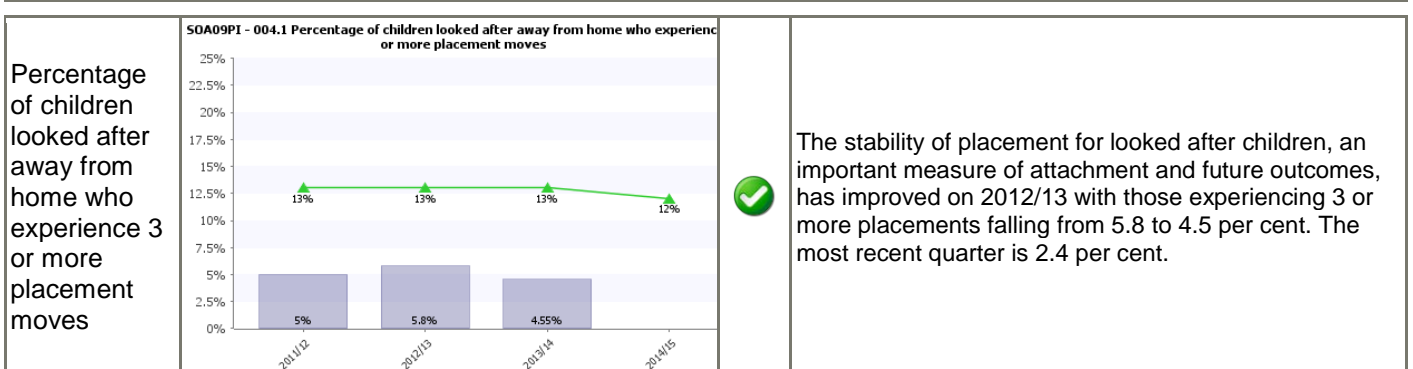 Percentage
of children
looked after
away from
home who
experience 3
or more
placement
moves
SOA09PI - 004.1 Percentage of children looked after away from home who experienc
or more placement moves
25%
22.5%
20%
17.5%
15%
12.5%
10%
7.5%
5%
2.5%
0%
13%
13%
13%
12%
5%
5.8%
4.55%
2011/12
2012/13
2013/14
2014/15
The stability of placement for looked after children, an
important measure of attachment and future outcomes,
has improved on 2012/13 with those experiencing 3 or
more placements falling from 5.8 to 4.5 per cent. The
most recent quarter is 2.4 per cent.